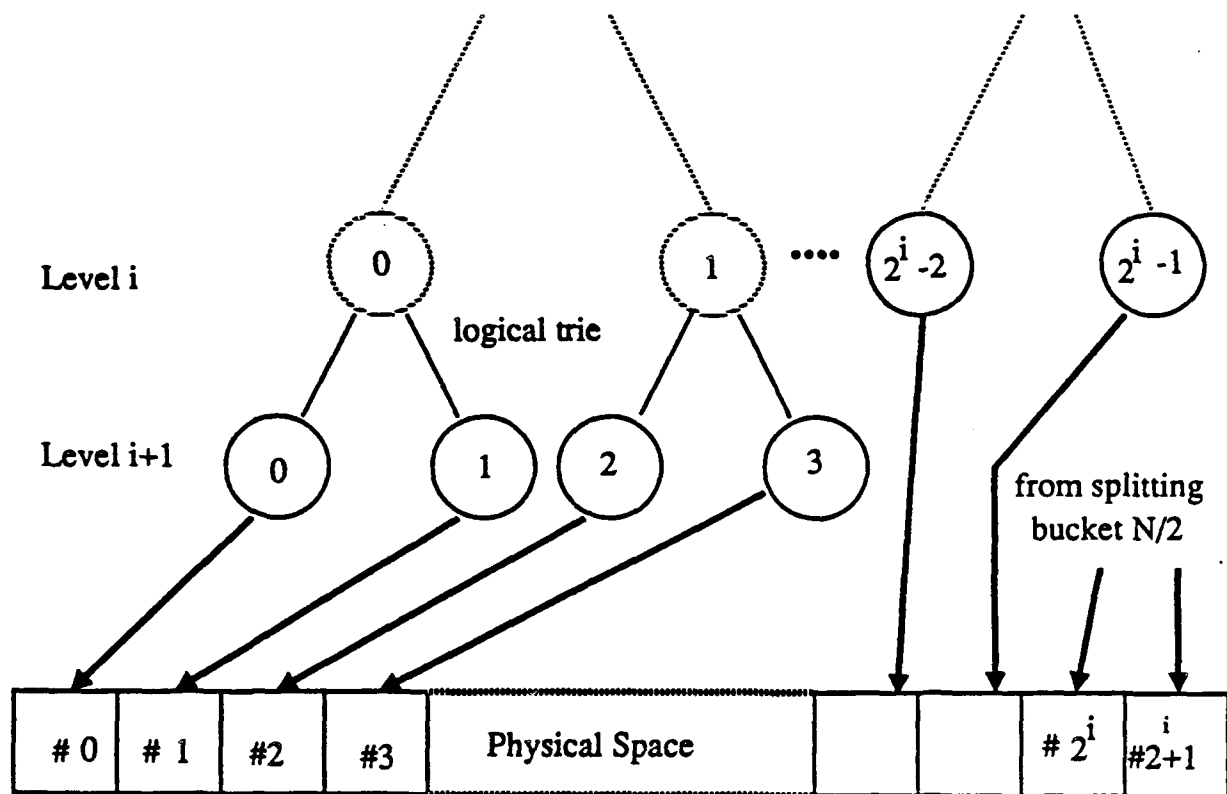 Level i
0
1
••••
2^i -2
2^i -1
logical trie
Level i+1
0
1
2
3
from splitting
bucket N/2
# 0
# 1
#2
#3
Physical Space
# 2^i
#2^i+1